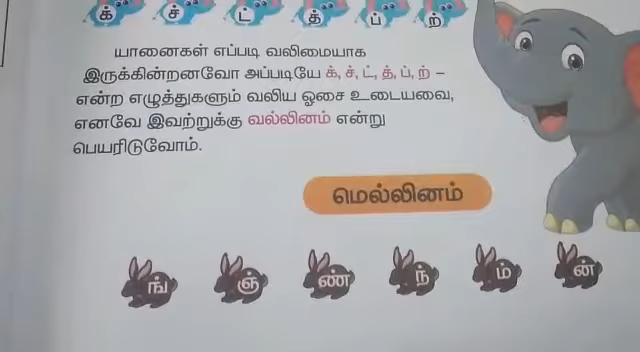 க் ச் ட் த் ப் ற்
யானைகள் எப்படி வலிமையாக
இருக்கின்றனவோ அப்படியே க், ச், ட், த், ப், ற் –
என்ற எழுத்துகளும் வலிய ஓசை உடையவை,
எனவே இவற்றுக்கு வல்லினம் என்று
பெயரிடுவோம்.
மெல்லினம்
ங் ஞ் ண் ந் ம் ன்